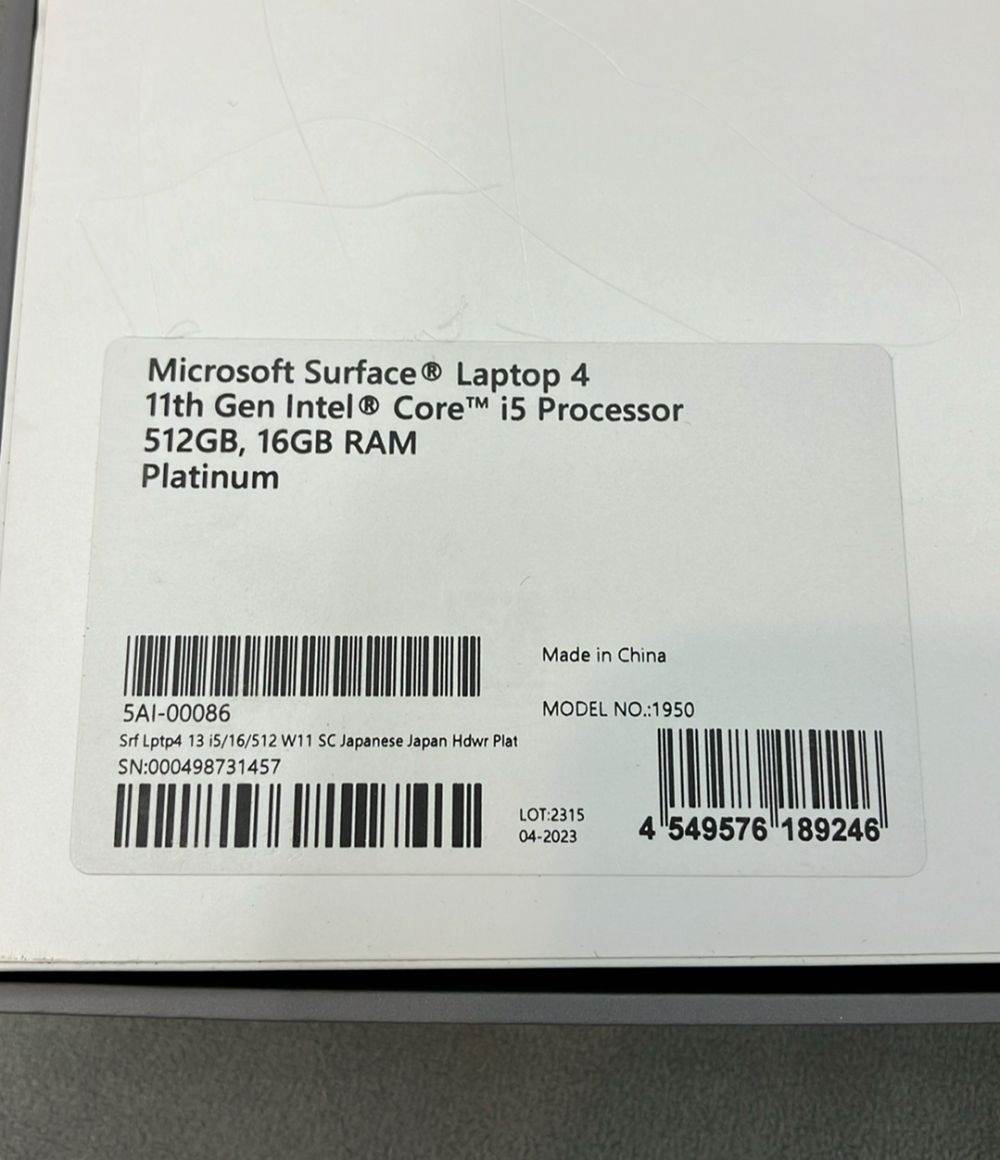 Microsoft Surface® Laptop 4
11th Gen Intel® Core™ i5 Processor
512GB, 16GB RAM
Platinum
5AI-00086
Srf Lptp4 13 i5/16/512 W11 SC Japanese Japan Hdwr Plat
SN:000498731457
Made in China
MODEL NO.:1950
LOT:2315
04-2023
4 549576 189246